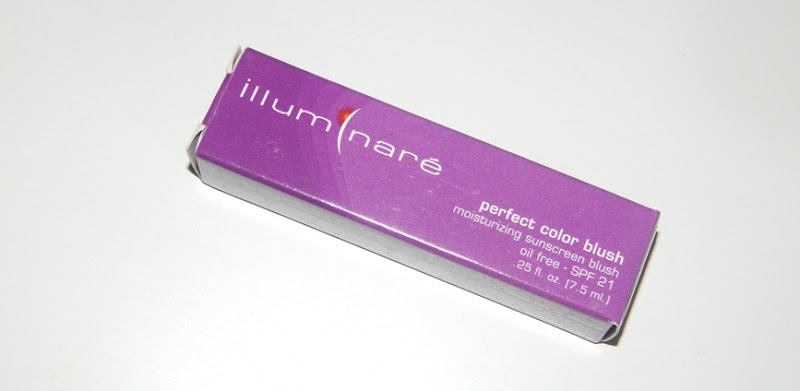 illuminaré
perfect color blush
moisturizing sunscreen blush
oil free - SPF 21
.25 fl. oz. (7.5 ml.)